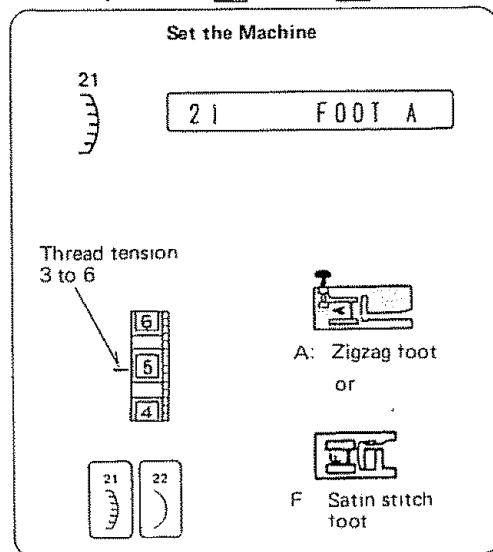 Set the Machine
21
21 FOOT A
Thread tension
3 to 6
6
5
4
A
A: Zigzag foot
or
F Satin stitch
foot
21 22